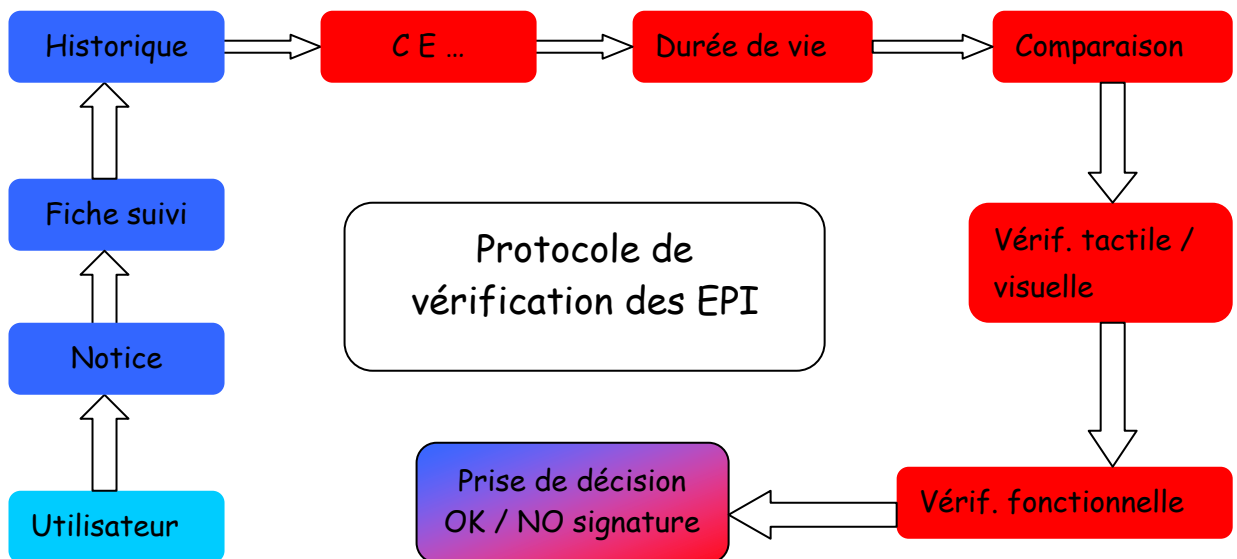 Historique
C E ...
Durée de vie
Comparaison
Fiche suivi
Protocole de
vérification des EPI
Vérif. tactile /
visuelle
Notice
Prise de décision
OK / NO signature
Vérif. fonctionnelle
Utilisateur